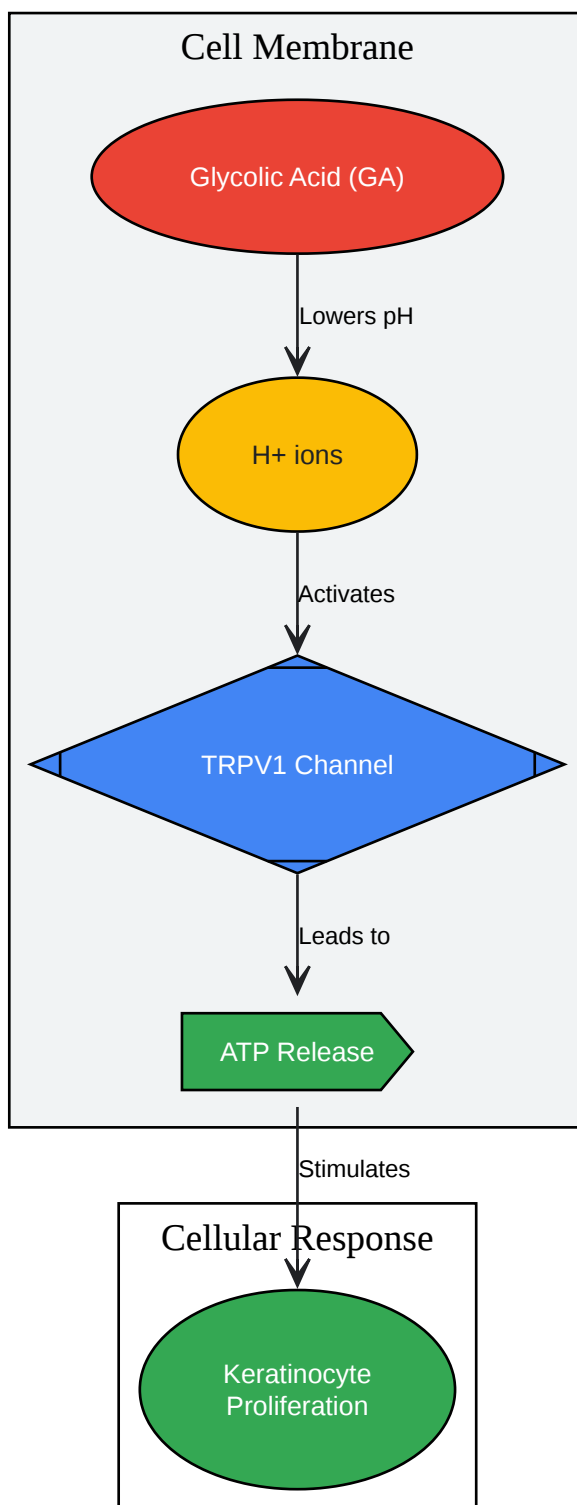 Cell Membrane
Glycolic Acid (GA)
Lowers pH
H+ ions
Activates
TRPV1 Channel
Leads to
ATP Release
Stimulates
Cellular Response
Keratinocyte
Proliferation